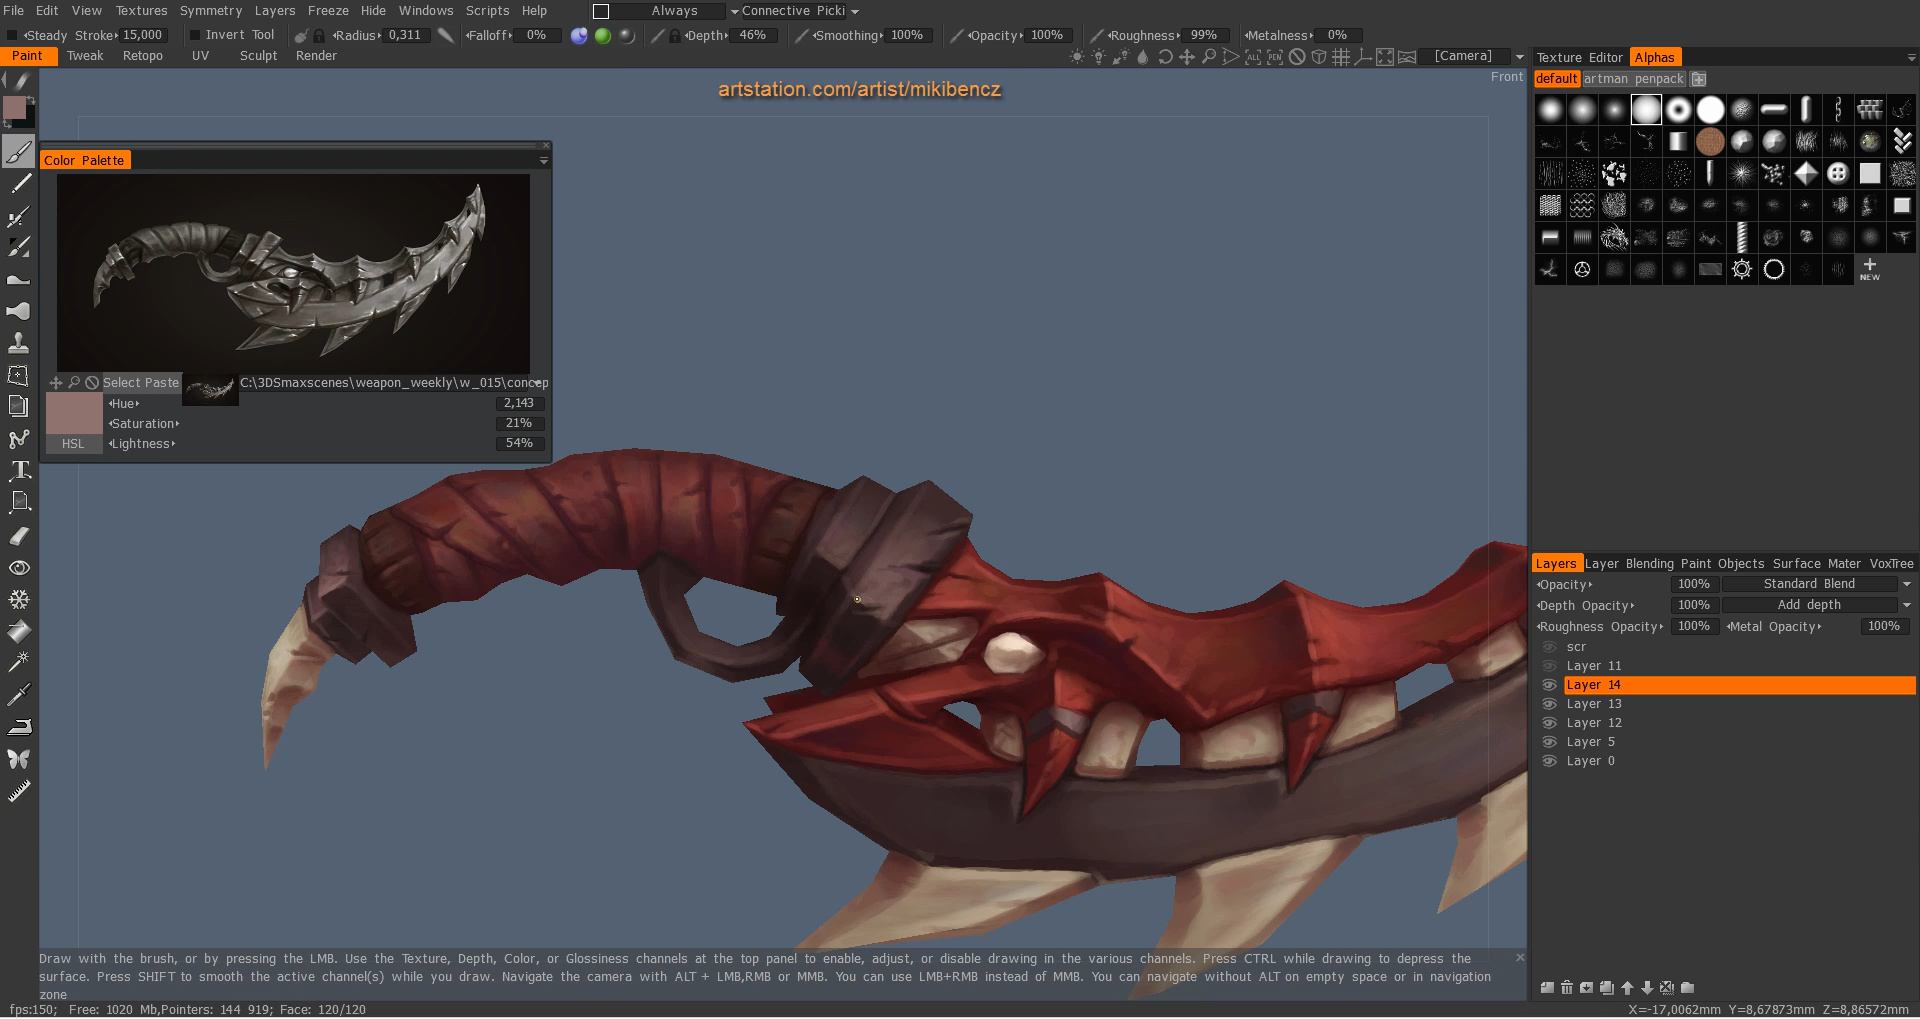 File Edit View Textures Symmetry Layers Freeze Hide Windows Scripts Help Always Connective Picki
Steady Stroke 15,000 Invert Tool Radius 0,311 Falloff 0% Depth 46% Smoothing 100% Opacity 100% Roughness 99% Metalness 0%
Paint Tweak Retopo UV Sculpt Render [Camera]
Texture Editor Alphas
Front
default artman penpack
artstation.com/artist/mikibencz
Color Palette
NEW
Select Paste C:\3DSmaxscenes\weapon_weekly\w_015\concep
Hue 2,143
Saturation 21%
HSL Lightness 54%
Layers Layer Blending Paint Objects Surface Mater VoxTree
Opacity 100% Standard Blend
Depth Opacity 100% Add depth
Roughness Opacity 100% Metal Opacity 100%
scr
Layer 11
Layer 14
Layer 13
Layer 12
Layer 5
Layer 0
Draw with the brush, or by pressing the LMB. Use the Texture, Depth, Color, or Glossiness channels at the top panel to enable, adjust, or disable drawing in the various channels. Press CTRL while drawing to depress the
surface. Press SHIFT to smooth the active channel(s) while you draw. Navigate the camera with ALT + LMB,RMB or MMB. You can use LMB+RMB instead of MMB. You can navigate without ALT on empty space or in navigation
zone
fps:150; Free: 1020 Mb,Pointers: 144 919; Face: 120/120 X=-17,0062mm Y=8,67873mm Z=8,86572mm